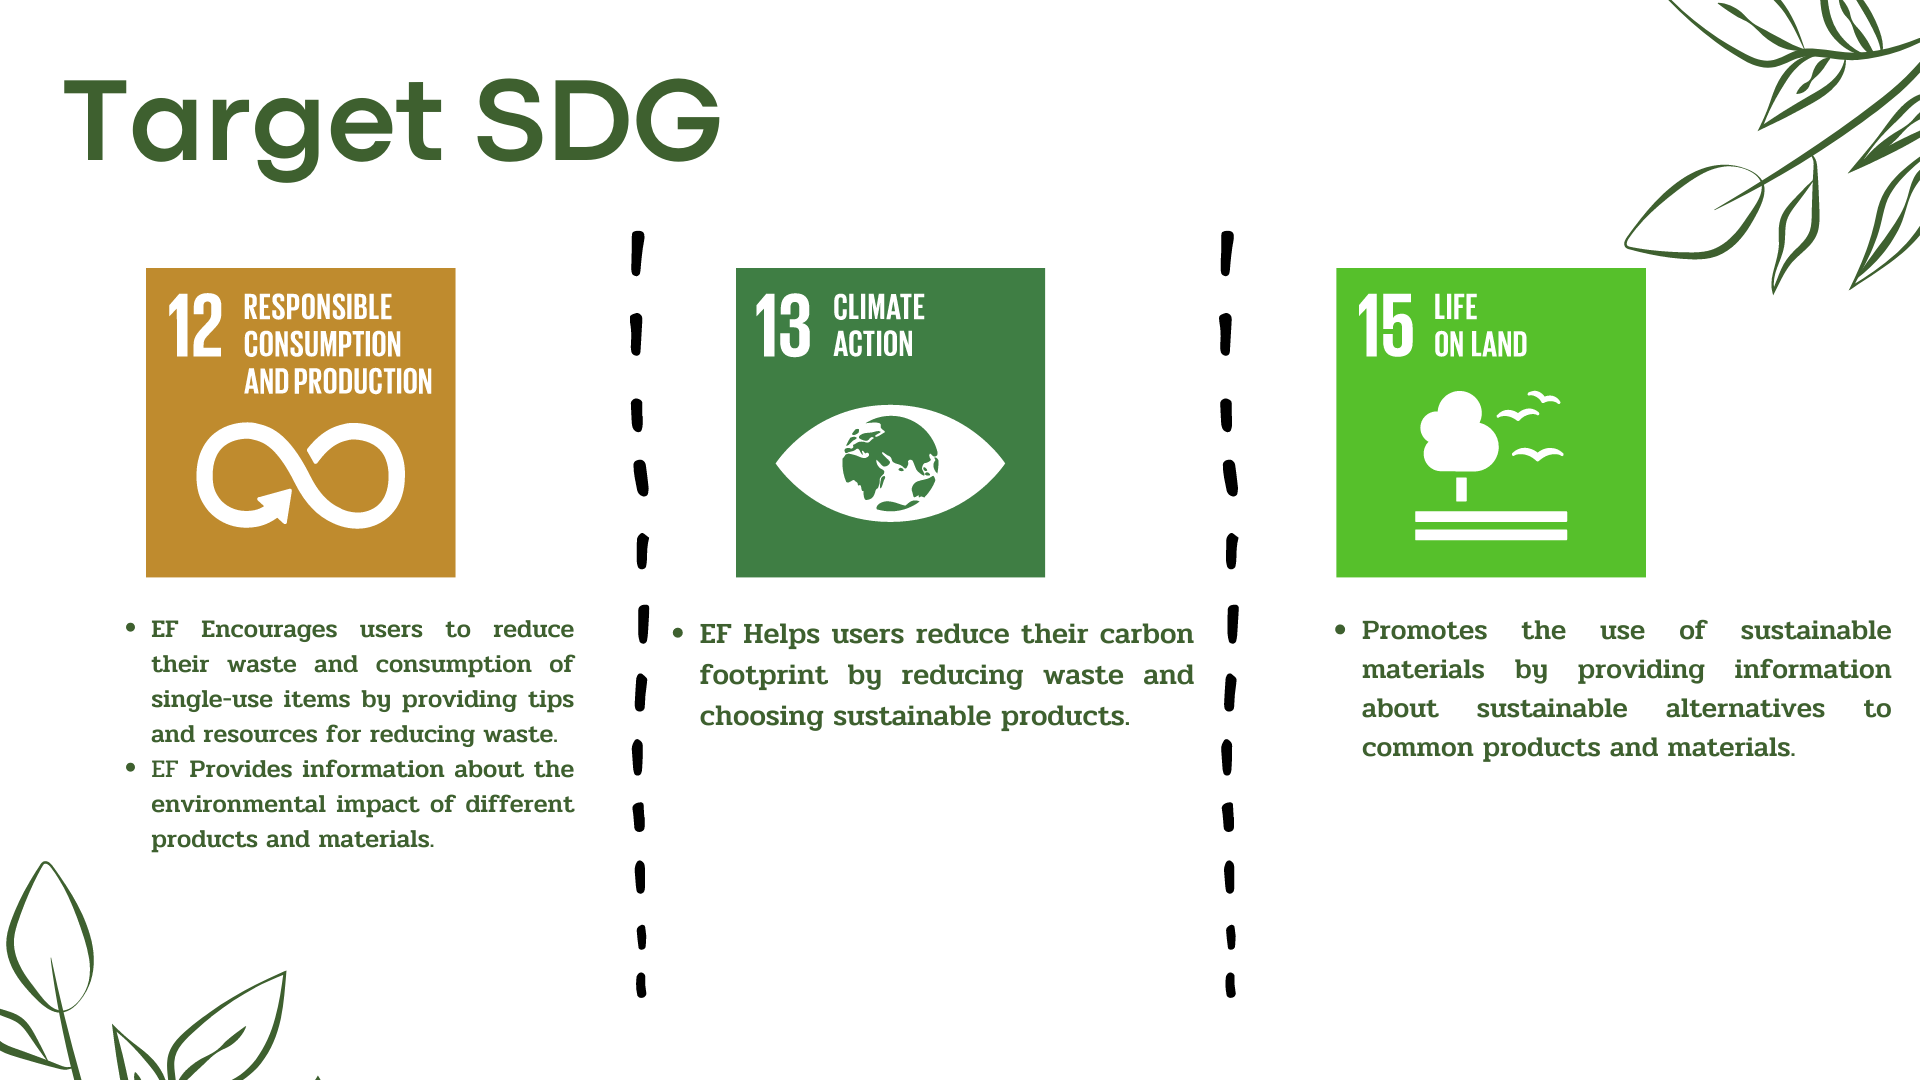 Target SDG
12 RESPONSIBLE
CONSUMPTION
AND PRODUCTION
• EF Encourages users to reduce
their waste and consumption of
single-use items by providing tips
and resources for reducing waste.
• EF Provides information about the
environmental impact of different
products and materials.
13 CLIMATE
ACTION
• EF Helps users reduce their carbon
footprint by reducing waste and
choosing sustainable products.
15 LIFE
ON LAND
• Promotes the use of sustainable
materials by providing information
about sustainable alternatives to
common products and materials.